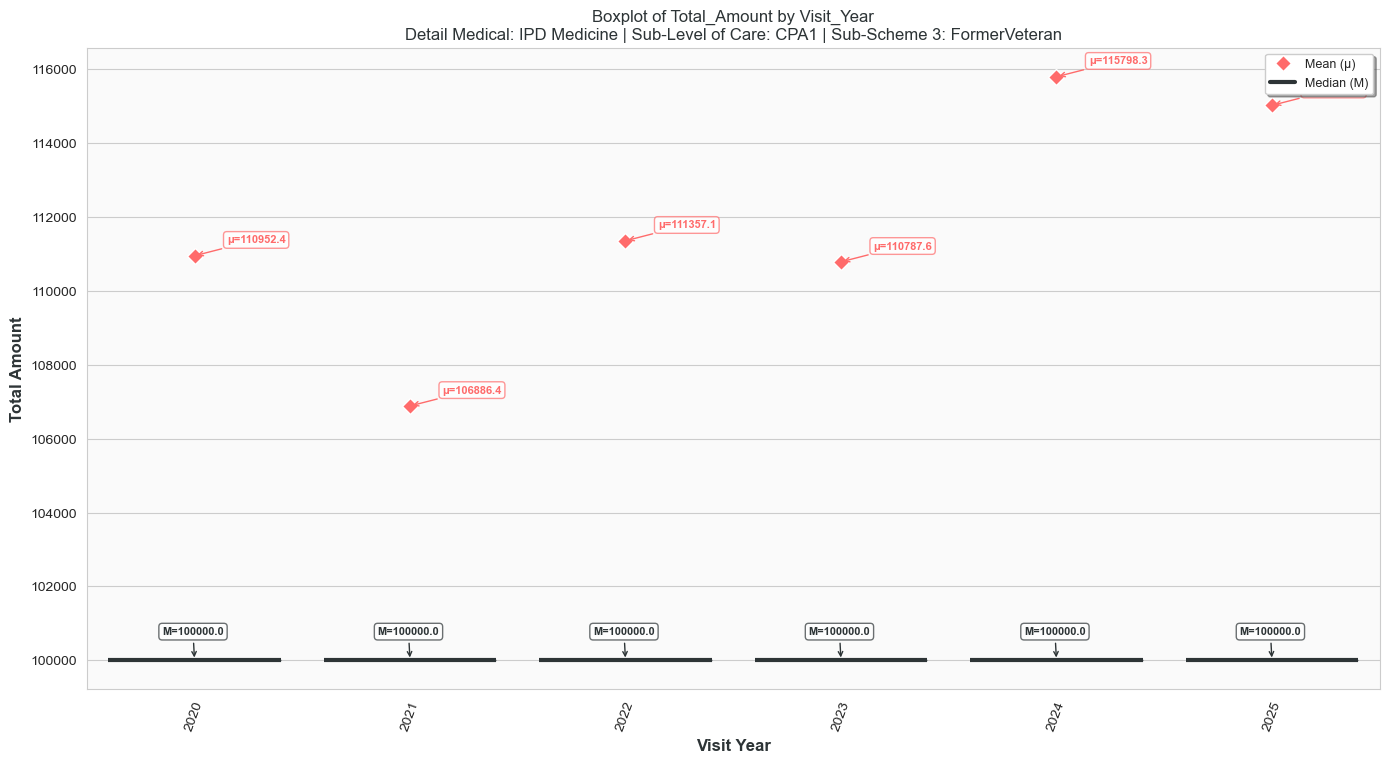 Boxplot of Total_Amount by Visit_Year
Detail Medical: IPD Medicine | Sub-Level of Care: CPA1 | Sub-Scheme 3: FormerVeteran
Mean (μ)
Median (M)
Total Amount
116000
114000
112000
110000
108000
106000
104000
102000
100000
μ=110952.4
μ=106886.4
μ=111357.1
μ=110787.6
μ=115798.3
M=100000.0
M=100000.0
M=100000.0
M=100000.0
M=100000.0
M=100000.0
2020
2021
2022
2023
2024
2025
Visit Year